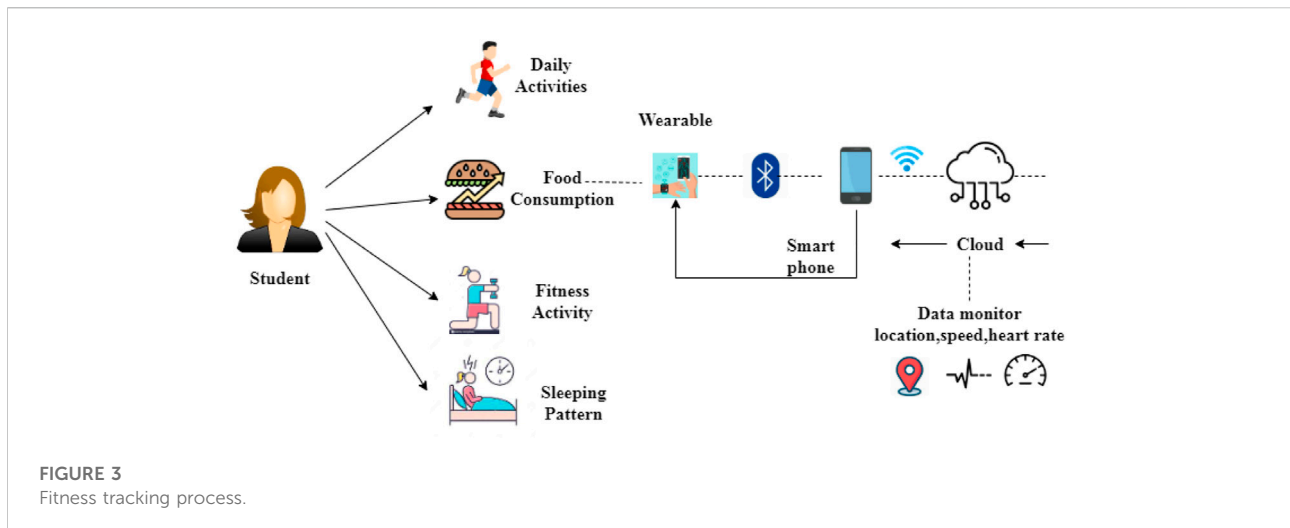 Daily
Activities
Wearable
Food
Consumption
Student
Smart
phone
Cloud
Fitness
Activity
Data monitor
location,speed,heart rate
Sleeping
Pattern
FIGURE 3
Fitness tracking process.